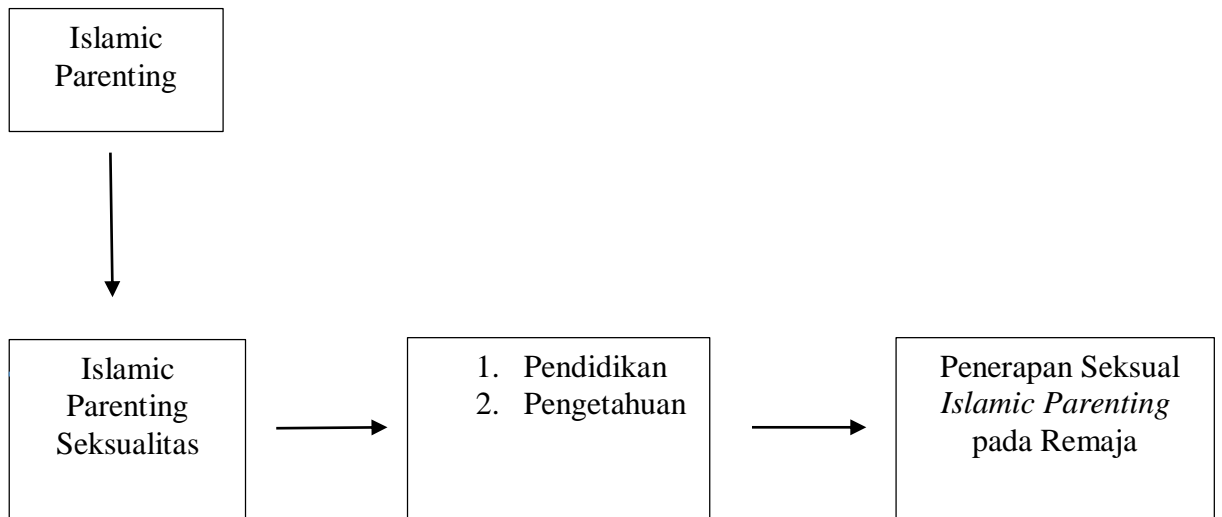 Islamic
Parenting
Islamic
Parenting
Seksualitas
1. Pendidikan
2. Pengetahuan
Penerapan Seksual
Islamic Parenting
pada Remaja